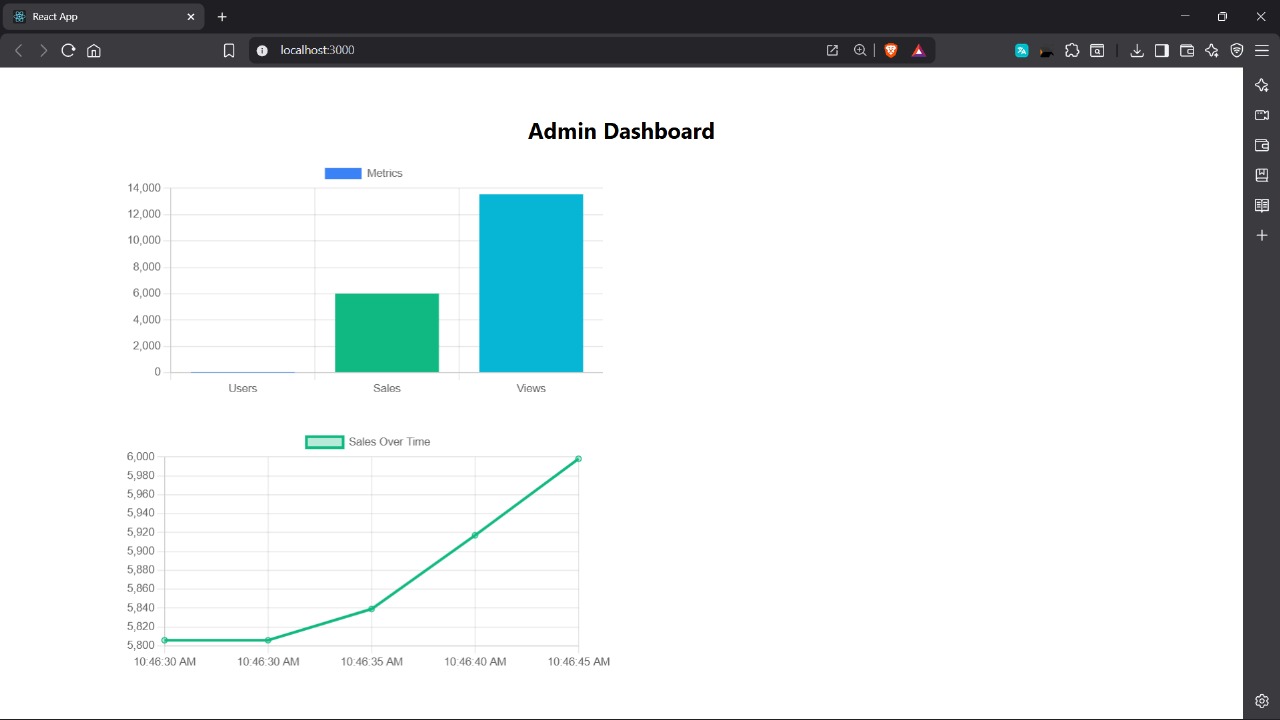 React App
localhost:3000
Admin Dashboard
Metrics
14,000
12,000
10,000
8,000
6,000
4,000
2,000
0
Users Sales Views
Sales Over Time
6,000
5,980
5,960
5,940
5,920
5,900
5,880
5,860
5,840
5,820
5,800
10:46:30 AM 10:46:30 AM 10:46:35 AM 10:46:40 AM 10:46:45 AM